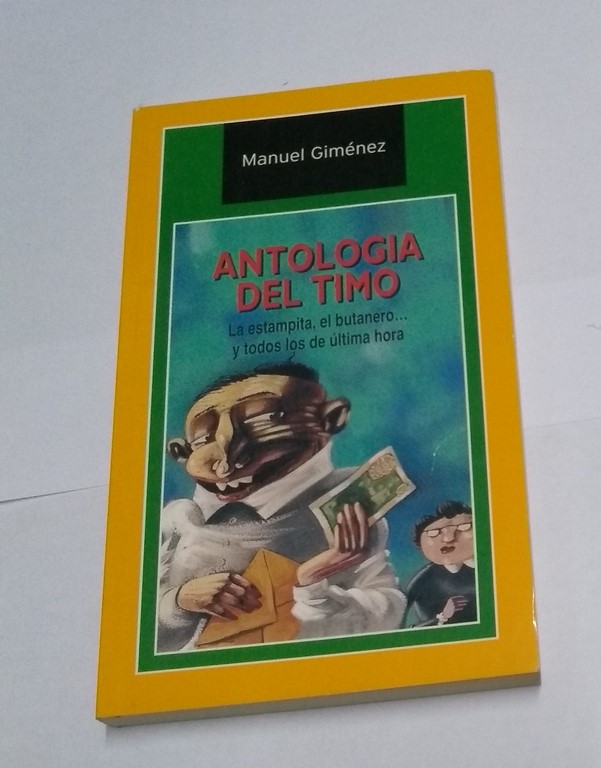 Manuel Giménez
ANTOLOGIA
DEL TIMO
La estampita, el butanero...
y todos los de última hora